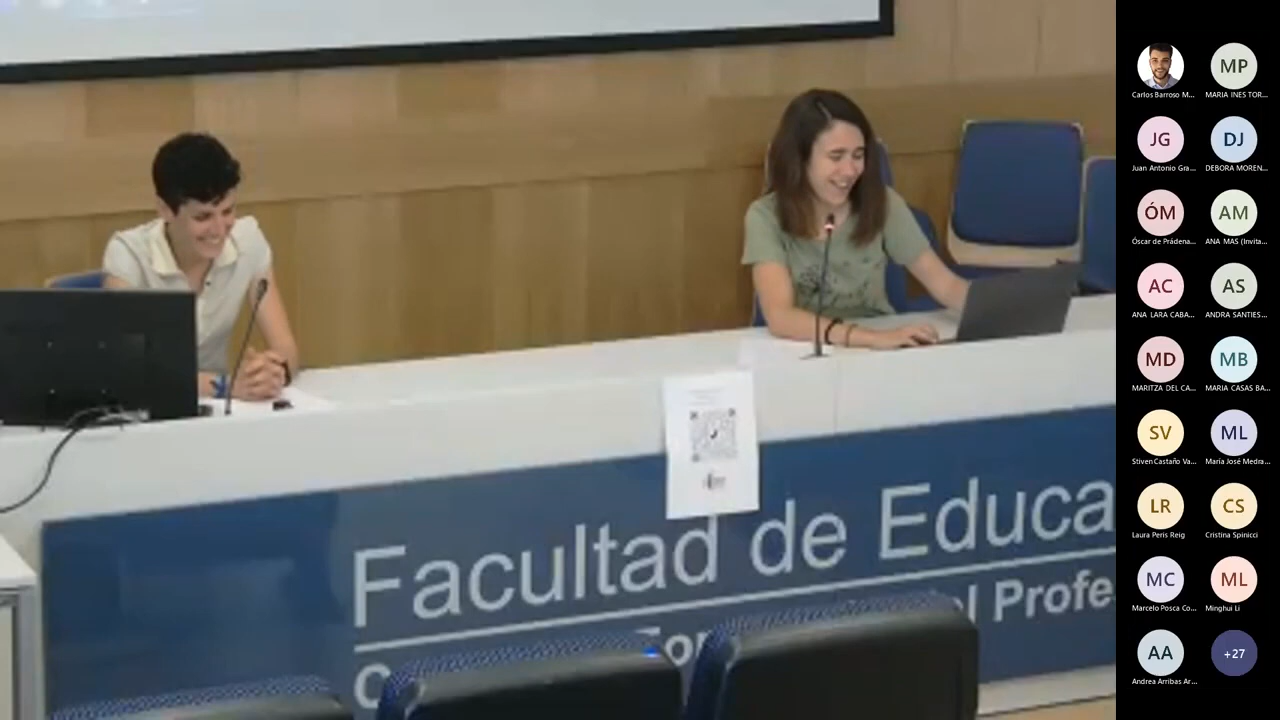 Facultad de Educa
l Profe
C
MP
Carlos Barroso M...
MARIA INES TOR...
JG
DJ
Juan Antonio Gra...
DEBORA MOREN...
ÓM
AM
Óscar de Prádena...
ANA MAS (Invita...
AC
AS
ANA LARA CABA...
ANDRA SANTIES...
MD
MB
MARITZA DEL CA...
MARIA CASAS BA...
SV
ML
Stiven Castaño Va...
María José Medra...
LR
CS
Laura Peris Reig
Cristina Spinicci
MC
ML
Marcelo Posca Co...
Minghui Li
AA
+27
Andrea Arribas Ar...